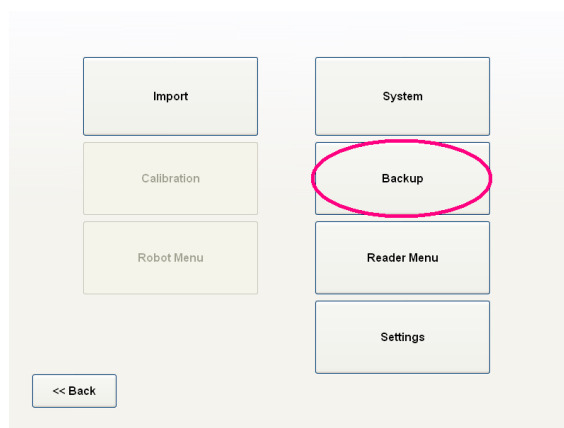 Import
System
Calibration
Backup
Robot Menu
Reader Menu
Settings
<< Back